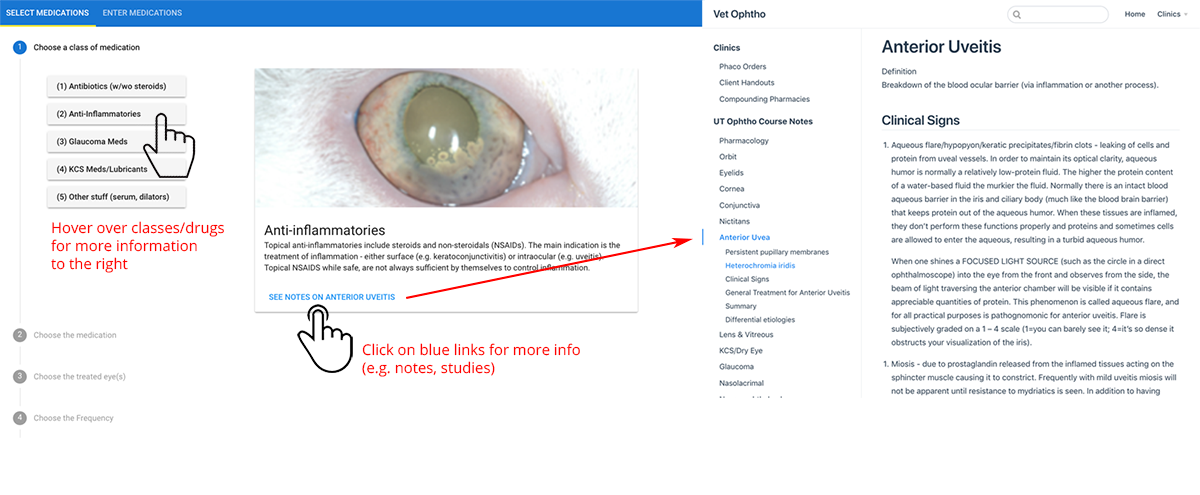 SELECT MEDICATIONS
ENTER MEDICATIONS
1 Choose a class of medication
(1) Antibiotics (w/wo steroids)
(2) Anti-Inflammatories
(3) Glaucoma Meds
(4) KCS Meds/Lubricants
(5) Other stuff (serum, dilators)
Hover over classes/drugs
for more information
to the right
2 Choose the medication
3 Choose the treated eye(s)
4 Choose the Frequency
Anti-inflammatories
Topical anti-inflammatories include steroids and non-steroidals (NSAIDs). The main indication is the
treatment of inflammation - either surface (e.g. keratoconjunctivitis) or intraocular (e.g. uveitis).
Topical NSAIDS while safe, are not always sufficient by themselves to control inflammation.
SEE NOTES ON ANTERIOR UVEITIS
Click on blue links for more info
(e.g. notes, studies)
Vet Ophtho
Home
Clinics
Clinics
Phaco Orders
Client Handouts
Compounding Pharmacies
UT Ophtho Course Notes
Pharmacology
Orbit
Eyelids
Cornea
Conjunctiva
Nictitans
Anterior Uvea
Persistent pupillary membranes
Heterochromia iridis
Clinical Signs
General Treatment for Anterior Uveitis
Summary
Differential etiologies
Lens & Vitreous
KCS/Dry Eye
Glaucoma
Nasolacrimal
Anterior Uveitis
Definition
Breakdown of the blood ocular barrier (via inflammation or another process).
Clinical Signs
1. Aqueous flare/hypopyon/keratic precipitates/fibrin clots - leaking of cells and
protein from uveal vessels. In order to maintain its optical clarity, aqueous
humor is normally a relatively low-protein fluid. The higher the protein content
of a water-based fluid the murkier the fluid. Normally there is an intact blood
aqueous barrier in the iris and ciliary body (much like the blood brain barrier)
that keeps protein out of the aqueous humor. When these tissues are inflamed,
they don't perform these functions properly and proteins and sometimes cells
are allowed to enter the aqueous, resulting in a turbid aqueous humor.
When one shines a FOCUSED LIGHT SOURCE (such as the circle in a direct
ophthalmoscope) into the eye from the front and observes from the side, the
beam of light traversing the anterior chamber will be visible if it contains
appreciable quantities of protein. This phenomenon is called aqueous flare, and
for all practical purposes is pathognomonic for anterior uveitis. Flare is
subjectively graded on a 1 – 4 scale (1=you can barely see it; 4=it's so dense it
obstructs your visualization of the iris).
1. Miosis - due to prostaglandin released from the inflamed tissues acting on the
sphincter muscle causing it to constrict. Frequently with mild uveitis miosis will
not be apparent until resistance to mydriatics is seen. In addition to having